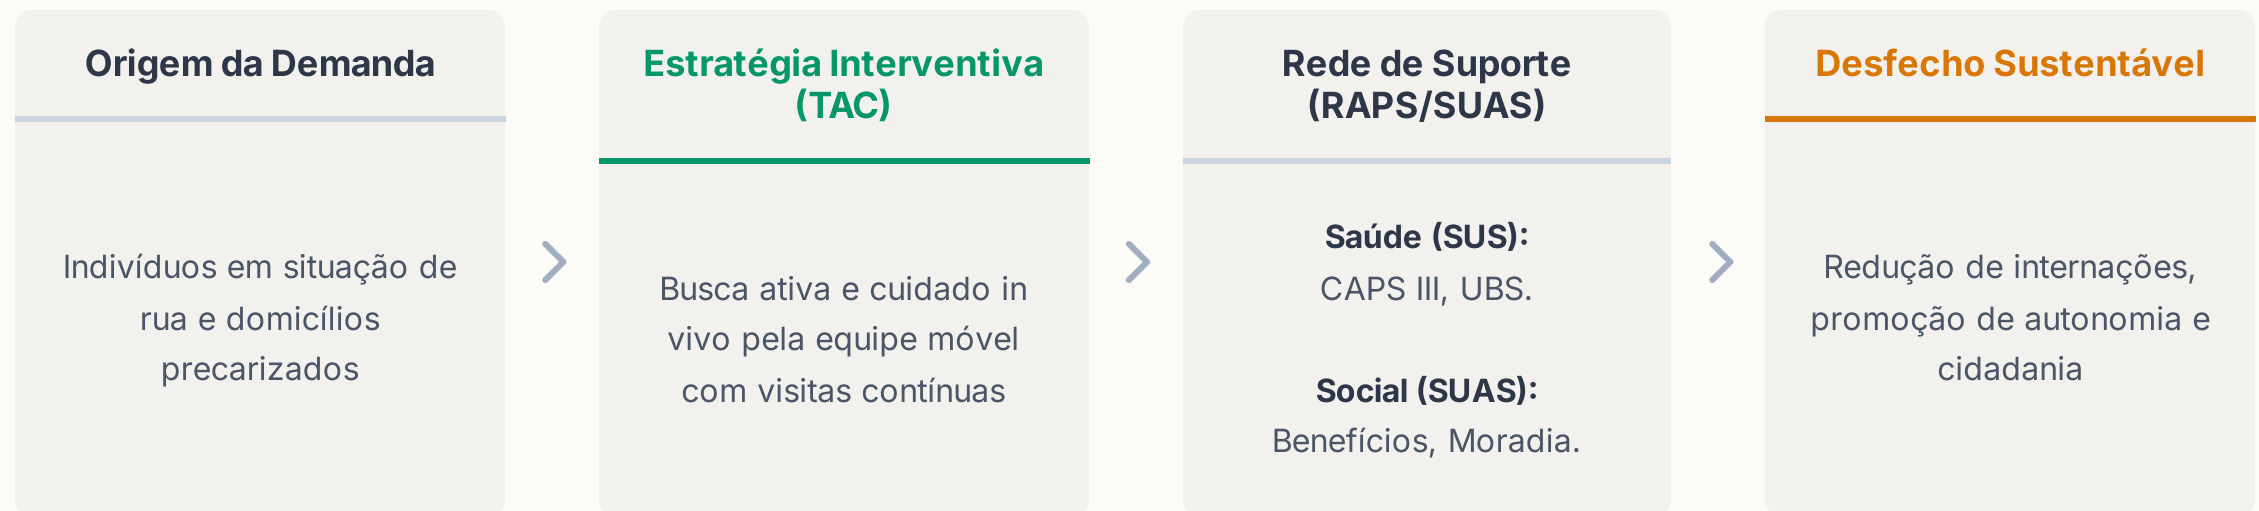 Origem da Demanda
Indivíduos em situação de
rua e domicílios
precarizados
Estratégia Interventiva
(TAC)
Busca ativa e cuidado in
vivo pela equipe móvel
com visitas contínuas
Rede de Suporte
(RAPS/SUAS)
Saúde (SUS):
CAPS III, UBS.
Social (SUAS):
Benefícios, Moradia.
Desfecho Sustentável
Redução de internações,
promoção de autonomia e
cidadania